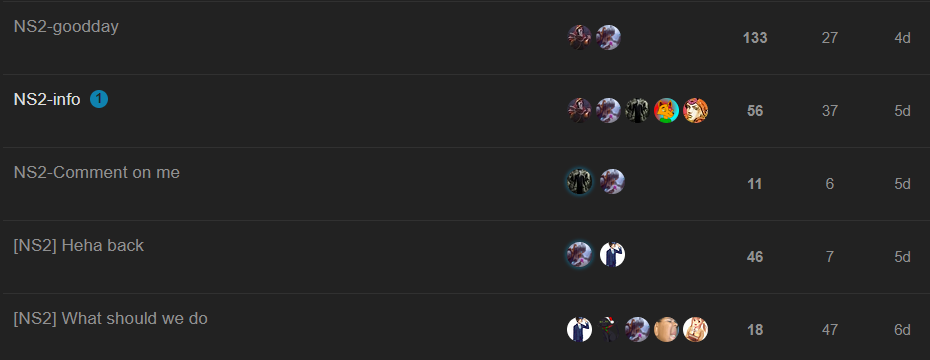 NS2-goodday 133 27 4d
NS2-info 1 56 37 5d
NS2-Comment on me 11 6 5d
[NS2] Heha back 46 7 5d
[NS2] What should we do 18 47 6d